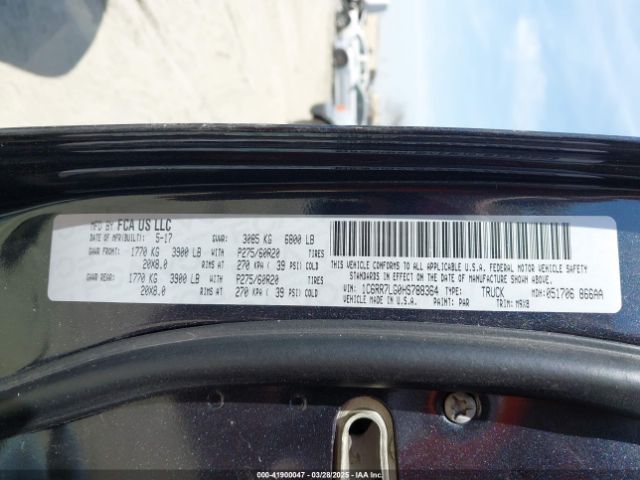 MFD BY FCA US LLC
DATE OF MFR(BUILT): 5-17 GVWR: 3085 KG 6800 LB
GAWR FRONT: 1770 KG 3900 LB WITH P275/60R20 TIRES
20X8.0 RIMS AT 270 KPA ( 39 PSI) COLD
GAWR REAR: 1770 KG 3900 LB WITH P275/60R20 TIRES
20X8.0 RIMS AT 270 KPA ( 39 PSI) COLD
THIS VEHICLE CONFORMS TO ALL APPLICABLE U.S.A. FEDERAL MOTOR VEHICLE SAFETY
STANDARDS IN EFFECT ON THE DATE OF MANUFACTURE SHOWN ABOVE.
VIN: 1C6RR7LG0HS788364 TYPE: TRUCK MDH: 051706 866AA
VEHICLE MADE IN U.S.A. PAINT: PAR TRIM: M9X8
000-41900047 03/28/2025 IAAI.COM